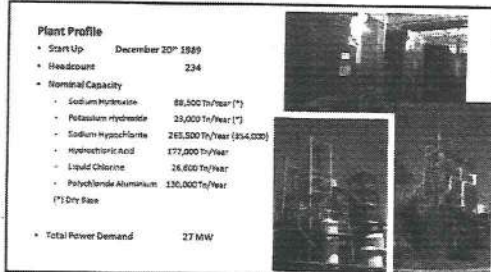 Plant Profile
• Start Up December 20th 1989
• Headcount 234
• Nominal Capacity
- Sodium Hydroxide 88,500 Tn/Year (*)
- Potassium Hydroxide 23,000 Tn/Year (*)
- Sodium Hypochlorite 265,500 Tn/Year (354,000)
- Hydrochloric Acid 177,000 Tn/Year
- Liquid Chlorine 26,600 Tn/Year
- Polychloride Aluminium 130,000 Tn/Year
(*) Dry Base
• Total Power Demand 27 MW